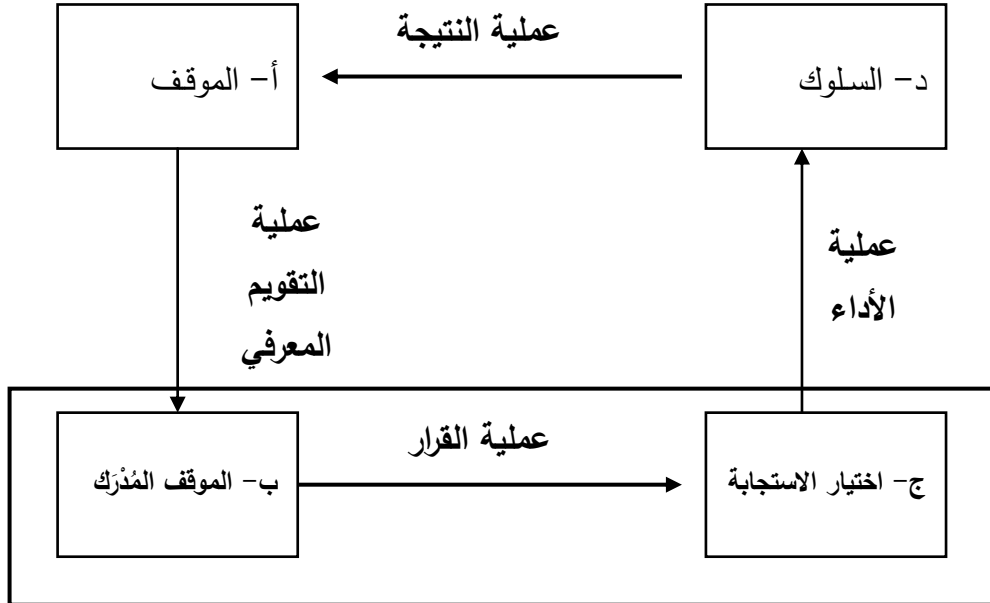 عملية النتيجة
د- السلوك
أ- الموقف
عملية
التقويم
المعرفي
عملية
الأداء
عملية القرار
ج- اختيار الاستجابة
ب- الموقف المُدْرَك